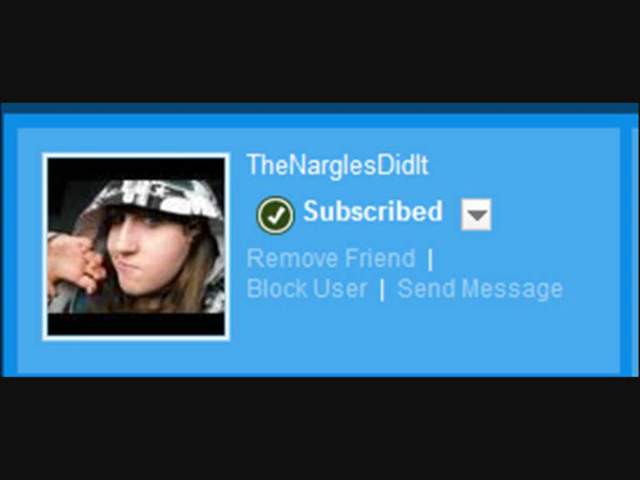 TheNarglesDidIt
Subscribed
Remove Friend |
Block User | Send Message